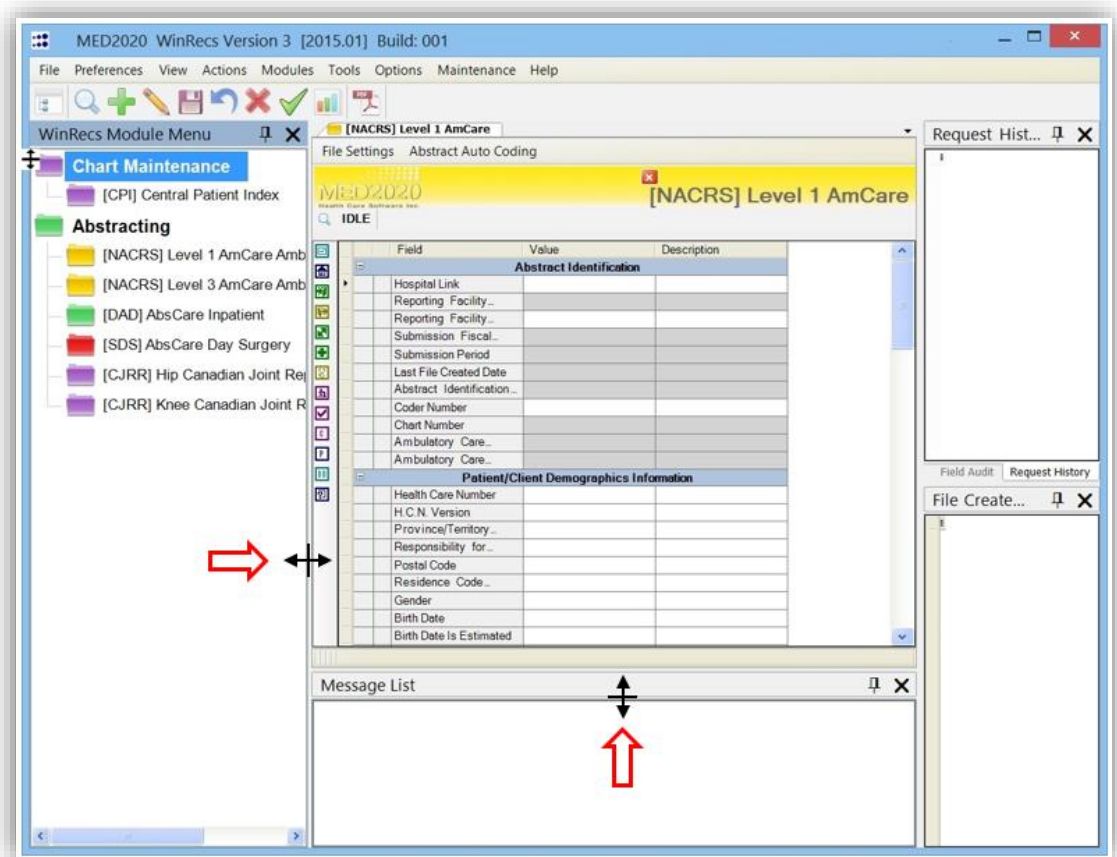 MED2020 WinRecs Version 3 [2015.01] Build: 001
File Preferences View Actions Modules Tools Options Maintenance Help
PDF
WinRecs Module Menu
Chart Maintenance
[CPI] Central Patient Index
Abstracting
[NACRS] Level 1 AmCare Amb
[NACRS] Level 3 AmCare Amb
[DAD] AbsCare Inpatient
[SDS] AbsCare Day Surgery
[CJRR] Hip Canadian Joint Rep
[CJRR] Knee Canadian Joint R
[NACRS] Level 1 AmCare
File Settings Abstract Auto Coding
MED2020
Health Care Software Inc.
[NACRS] Level 1 AmCare
IDLE
Field Value Description
Abstract Identification
Hospital Link
Reporting Facility...
Reporting Facility...
Submission Fiscal...
Submission Period
Last File Created Date
Abstract Identification...
Coder Number
Chart Number
Ambulatory Care...
Ambulatory Care...
Patient/Client Demographics Information
Health Care Number
H.C.N. Version
Province/Territory...
Responsibility for...
Postal Code
Residence Code...
Gender
Birth Date
Birth Date Is Estimated
Message List
Request Hist...
Field Audit Request History
File Create...